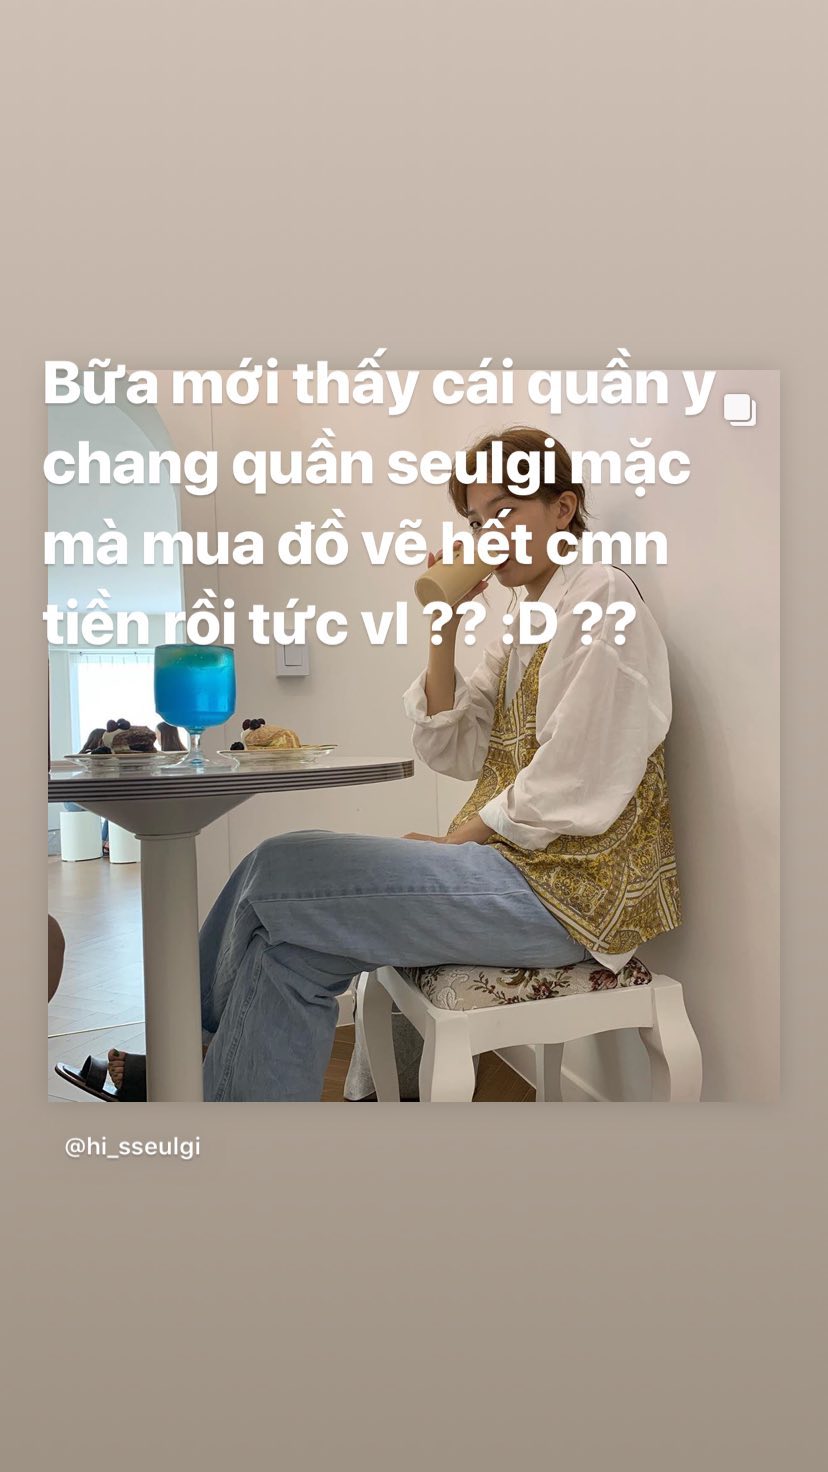 Bữa mới thấy cái quần y
chang quần seulgi mặc
mà mua đồ vẽ hết cmn
tiền rồi tức vl ?? :D ??
@hi_sseulgi